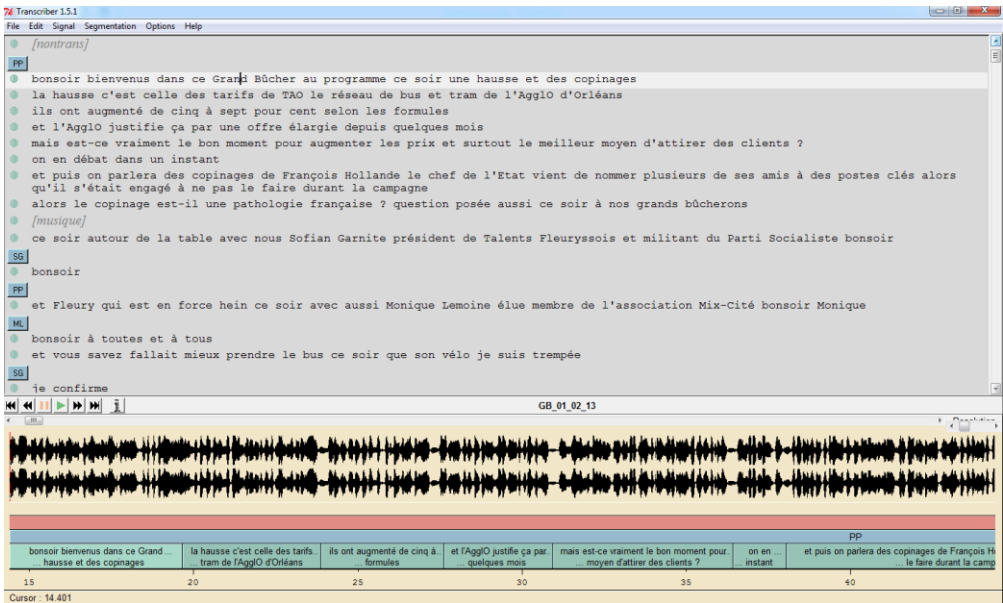 Transcriber 1.5.1
File Edit Signal Segmentation Options Help
[nontrans]
PP
bonsoir bienvenus dans ce Grand Bûcher au programme ce soir une hausse et des copinages
la hausse c'est celle des tarifs de TAO le réseau de bus et tram de l'AgglO d'Orléans
ils ont augmenté de cinq à sept pour cent selon les formules
et l'AgglO justifie ça par une offre élargie depuis quelques mois
mais est-ce vraiment le bon moment pour augmenter les prix et surtout le meilleur moyen d'attirer des clients ?
on en débat dans un instant
et puis on parlera des copinages de François Hollande le chef de l'Etat vient de nommer plusieurs de ses amis à des postes clés alors
qu'il s'était engagé à ne pas le faire durant la campagne
alors le copinage est-il une pathologie française ? question posée aussi ce soir à nos grands bûcherons
[musique]
ce soir autour de la table avec nous Sofian Garnite président de Talents Fleuryssois et militant du Parti Socialiste bonsoir
SG
bonsoir
PP
et Fleury qui est en force hein ce soir avec aussi Monique Lemoine élue membre de l'association Mix-Cité bonsoir Monique
ML
bonsoir à toutes et à tous
et vous savez fallait mieux prendre le bus ce soir que son vélo je suis trempée
SG
je confirme
GB_01_02_13
PP
bonsoir bienvenus dans ce Grand ... la hausse c'est celle des tarifs... ils ont augmenté de cinq à... et l'AgglO justifie ça par... mais est-ce vraiment le bon moment pour... on en ... et puis on parlera des copinages de François H
... hausse et des copinages ... tram de l'AgglO d'Orléans ... formules ... quelques mois ... moyen d'attirer des clients ? ... instant ... le faire durant la camp
15 20 25 30 35 40
Cursor : 14.401